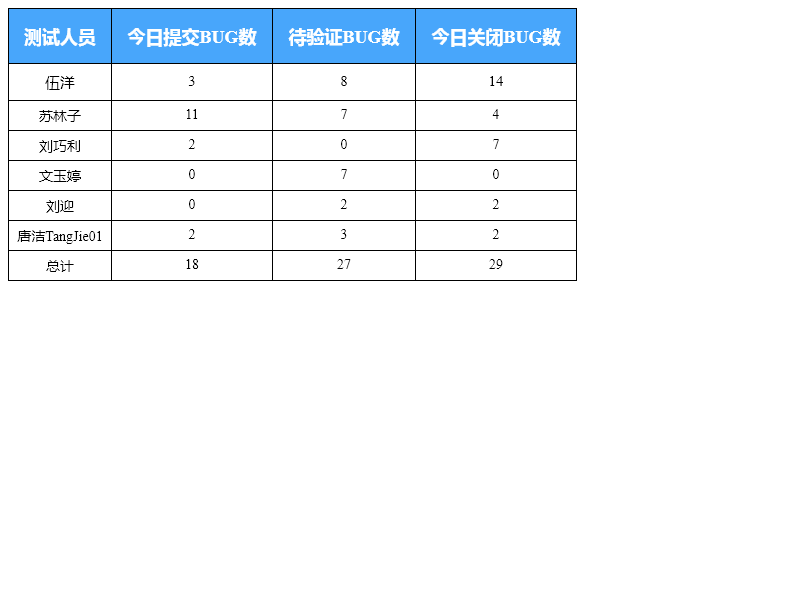 测试人员 今日提交BUG数 待验证BUG数 今日关闭BUG数
伍洋 3 8 14
苏林子 11 7 4
刘巧利 2 0 7
文玉婷 0 7 0
刘迎 0 2 2
唐洁TangJie01 2 3 2
总计 18 27 29